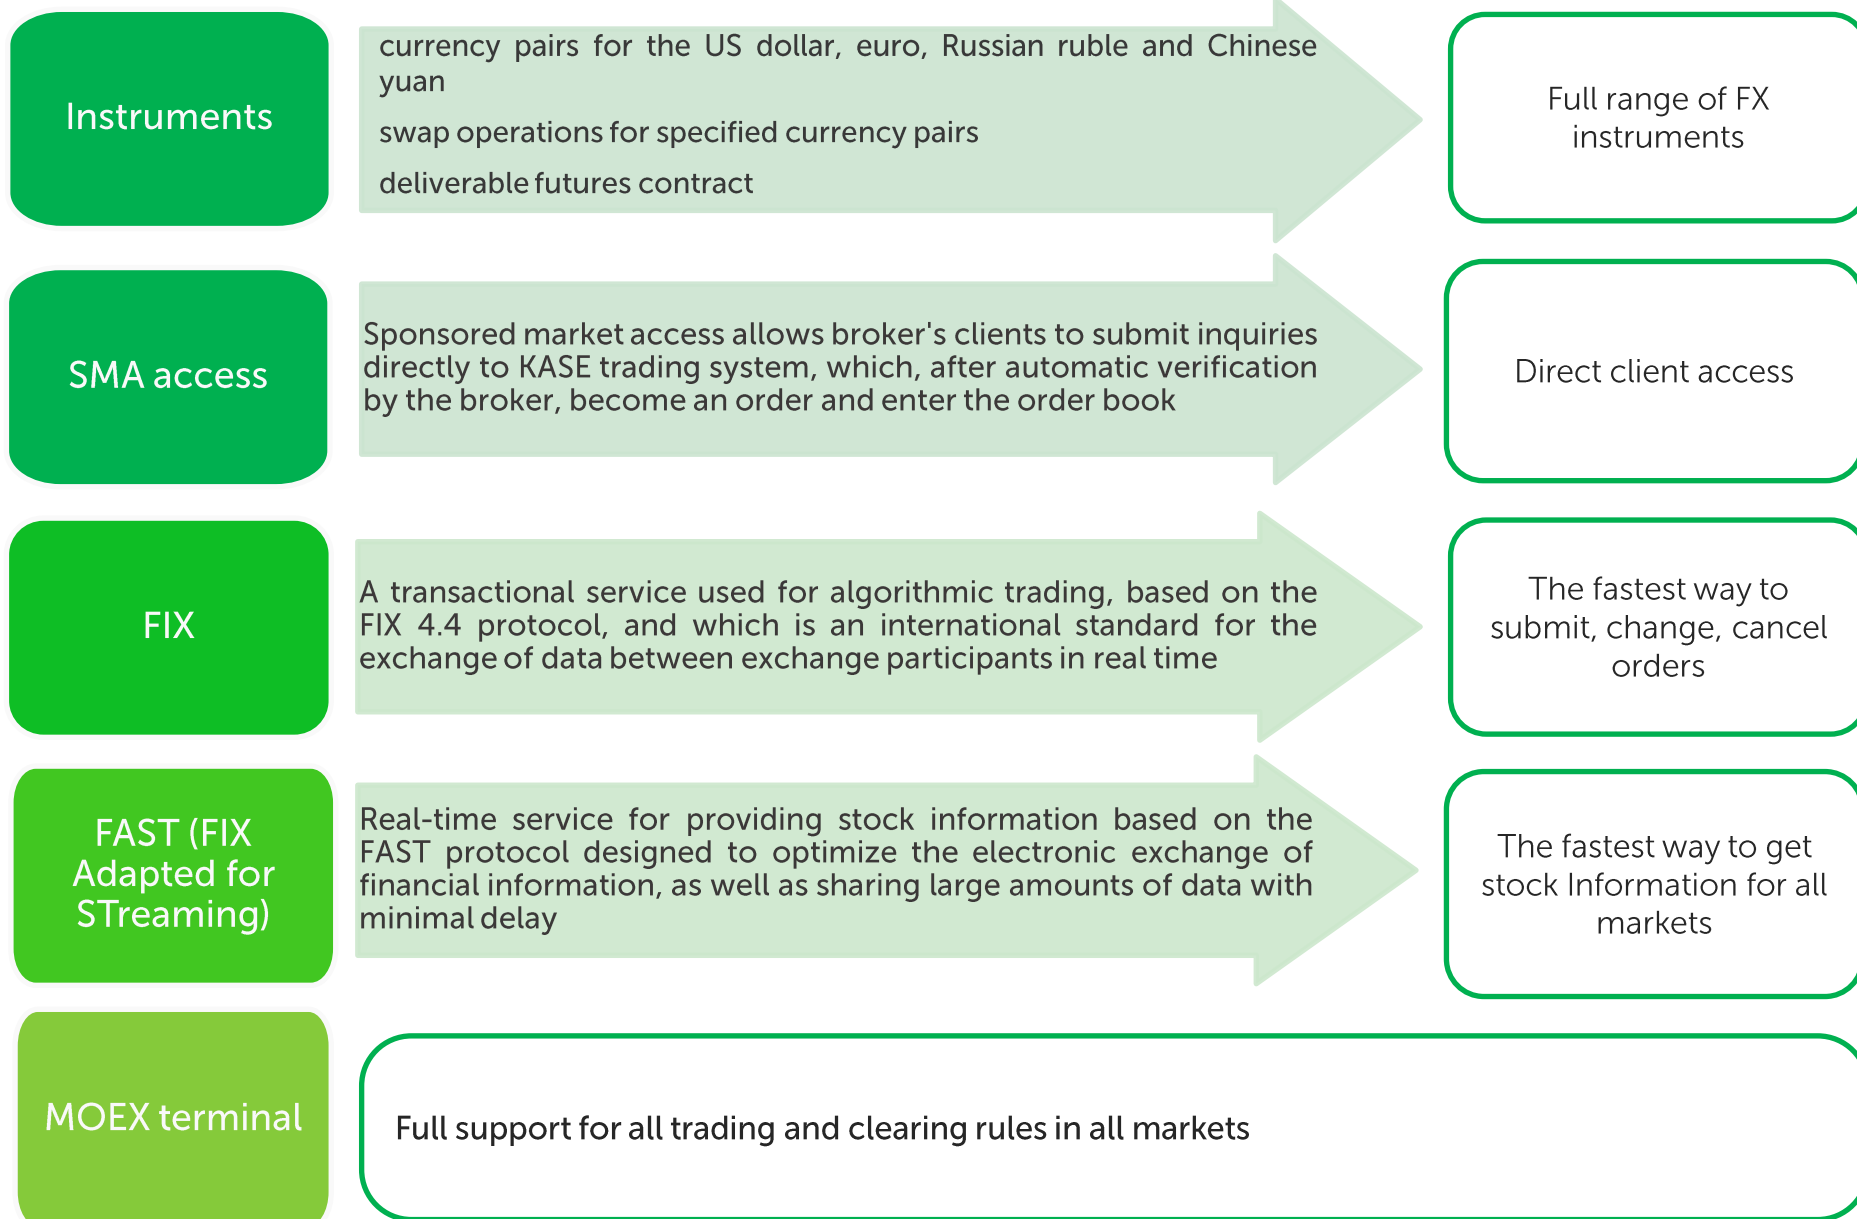 Instruments
currency pairs for the US dollar, euro, Russian ruble and Chinese
yuan
swap operations for specified currency pairs
deliverable futures contract
Full range of FX
instruments
SMA access
Sponsored market access allows broker's clients to submit inquiries
directly to KASE trading system, which, after automatic verification
by the broker, become an order and enter the order book
Direct client access
FIX
A transactional service used for algorithmic trading, based on the
FIX 4.4 protocol, and which is an international standard for the
exchange of data between exchange participants in real time
The fastest way to
submit, change, cancel
orders
FAST (FIX
Adapted for
STreaming)
Real-time service for providing stock information based on the
FAST protocol designed to optimize the electronic exchange of
financial information, as well as sharing large amounts of data with
minimal delay
The fastest way to get
stock Information for all
markets
MOEX terminal
Full support for all trading and clearing rules in all markets